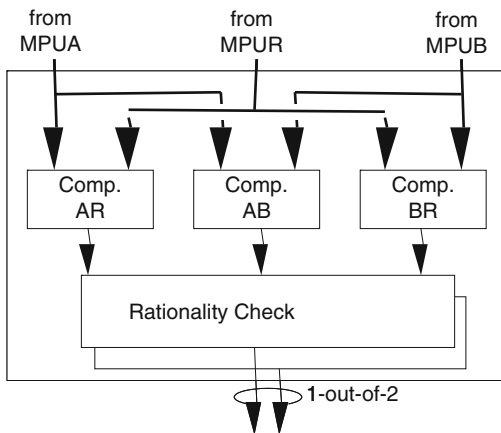 from
MPUA
from
MPUR
from
MPUB
Comp.
AR
Comp.
AB
Comp.
BR
Rationality Check
1-out-of-2